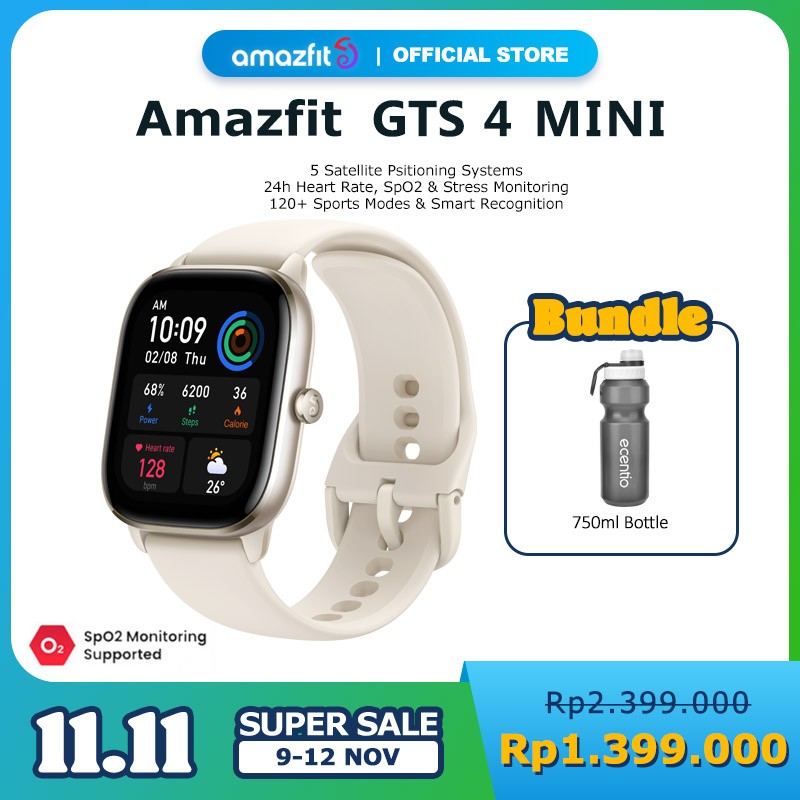 amazfit | OFFICIAL STORE
Amazfit GTS 4 MINI
5 Satellite Psitioning Systems
24h Heart Rate, SpO2 & Stress Monitoring
120+ Sports Modes & Smart Recognition
AM
10:09
02/08 Thu
68% 6200 36
Power Steps Calorie
Heart rate
128
bpm
26°
Bundle
ecentio
750ml Bottle
O2
SpO2 Monitoring
Supported
11.11
SUPER SALE
9-12 NOV
Rp2.399.000
Rp1.399.000